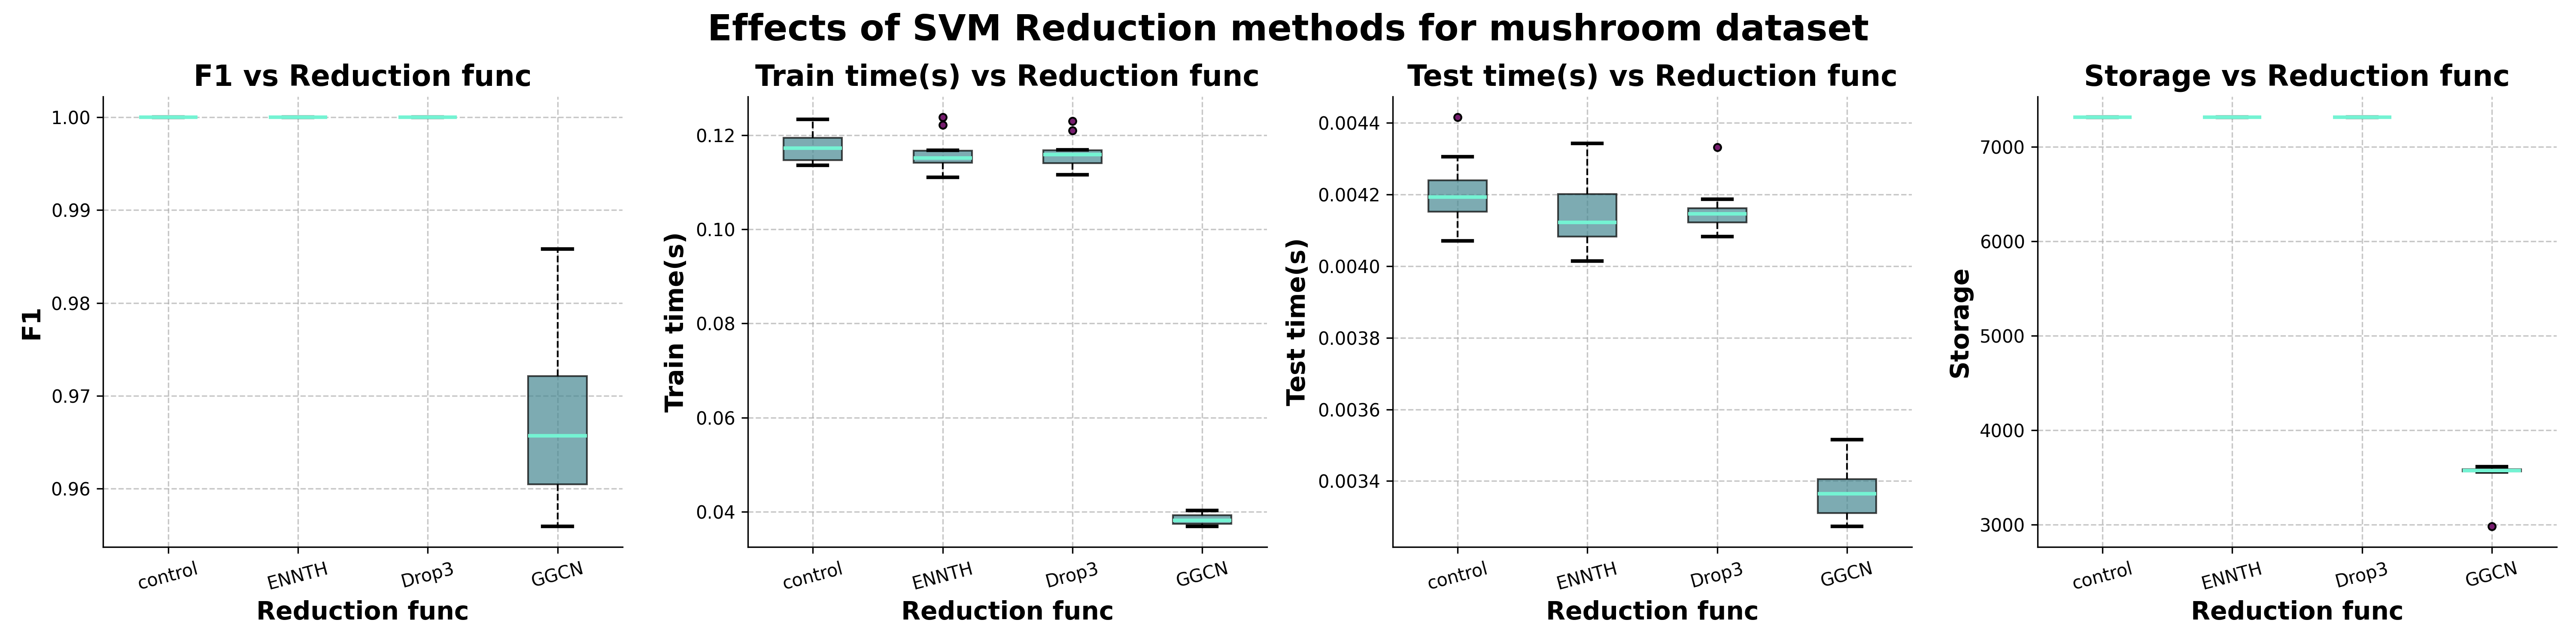 Effects of SVM Reduction methods for mushroom dataset
F1 vs Reduction func
F1
1.00
0.99
0.98
0.97
0.96
control
ENNTH
Drop3
GGCN
Reduction func
Train time(s) vs Reduction func
Train time(s)
0.12
0.10
0.08
0.06
0.04
control
ENNTH
Drop3
GGCN
Reduction func
Test time(s) vs Reduction func
Test time(s)
0.0044
0.0042
0.0040
0.0038
0.0036
0.0034
control
ENNTH
Drop3
GGCN
Reduction func
Storage vs Reduction func
Storage
7000
6000
5000
4000
3000
control
ENNTH
Drop3
GGCN
Reduction func